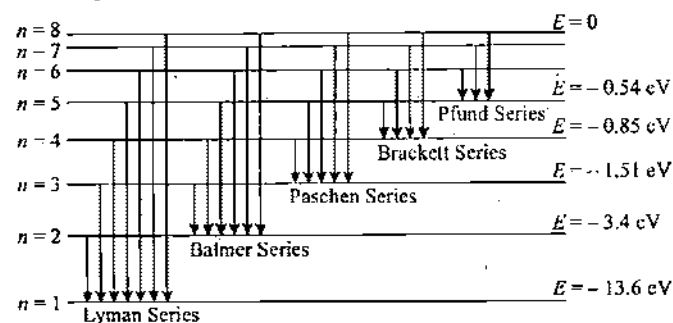 n = 8 E = 0
n = 7
n = 6
n = 5 E = – 0.54 eV
Pfund Series
n = 4 E = – 0.85 eV
Brackett Series
n = 3 E = – 1.51 eV
Paschen Series
n = 2 E = – 3.4 eV
Balmer Series
n = 1 E = – 13.6 eV
Lyman Series